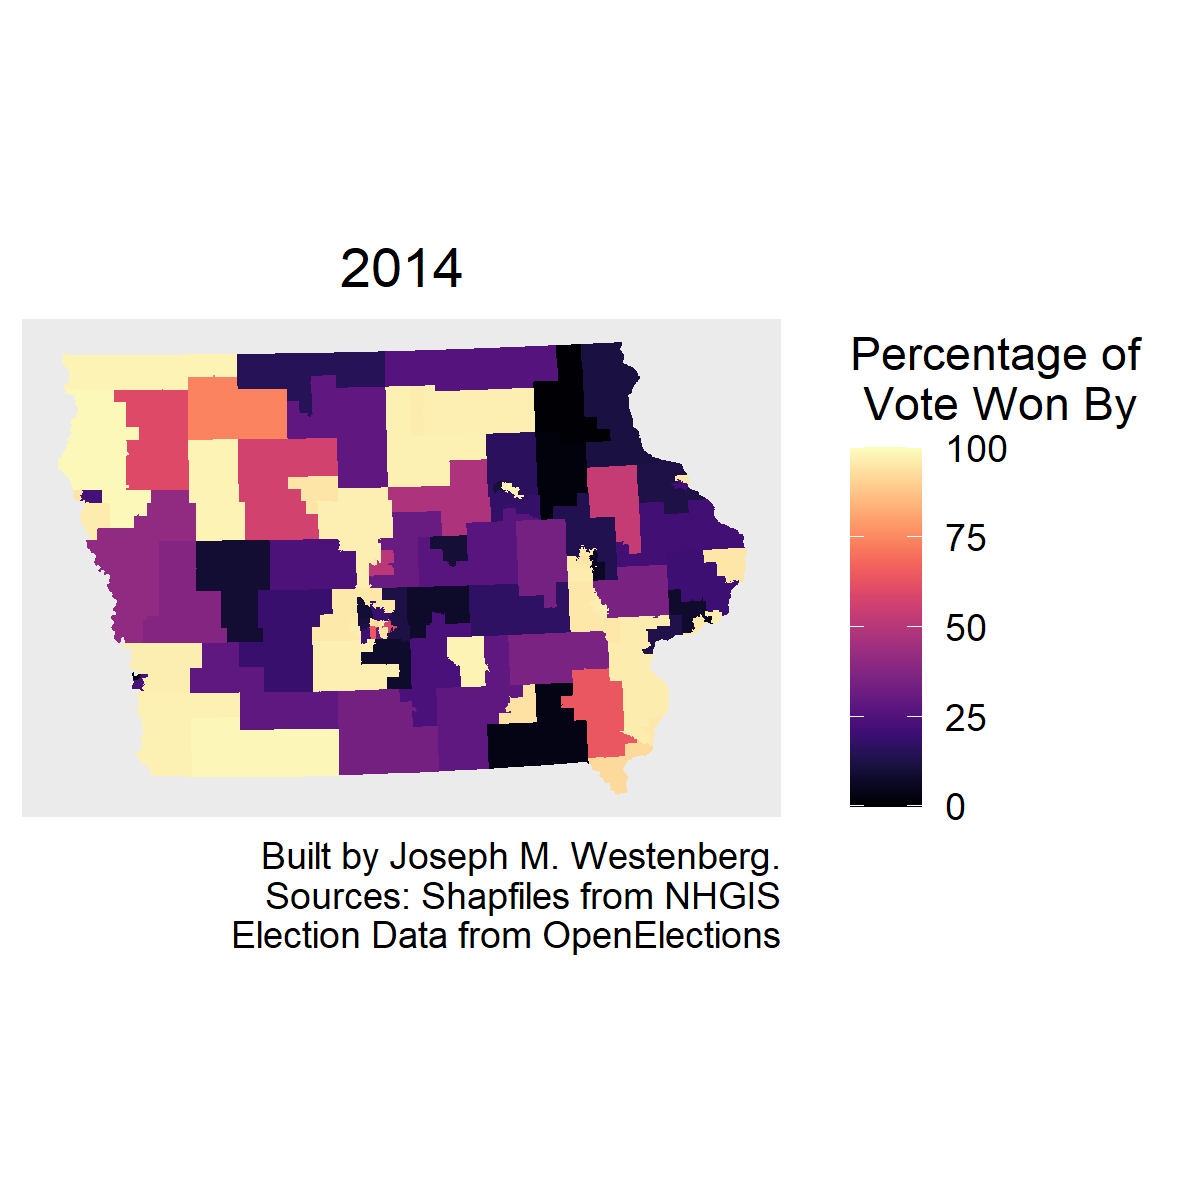 2014
Percentage of
Vote Won By
100
75
50
25
0
Built by Joseph M. Westenberg.
Sources: Shapfiles from NHGIS
Election Data from OpenElections